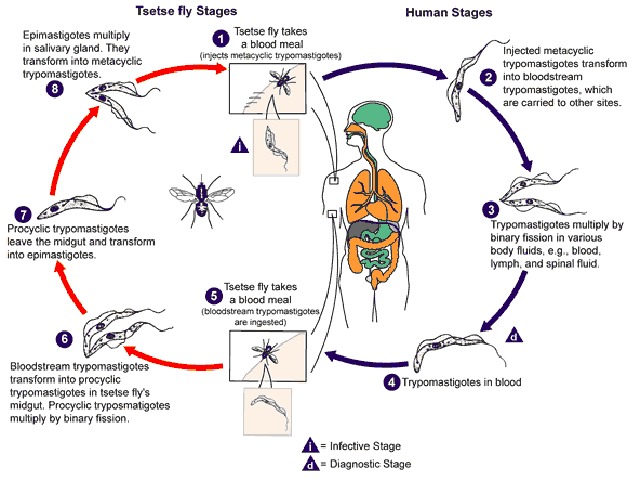 Tsetse fly Stages
Human Stages
1
Tsetse fly takes
a blood meal
(injects metacyclic trypomastigotes)
i
2
Injected metacyclic
trypomastigotes transform
into bloodstream
trypomastigotes, which
are carried to other sites.
3
Trypomastigotes multiply by
binary fission in various
body fluids, e.g., blood,
lymph, and spinal fluid.
d
4
Trypomastigotes in blood
5
Tsetse fly takes
a blood meal
(bloodstream trypomastigotes
are ingested)
6
Bloodstream trypomastigotes
transform into procyclic
trypomastigotes in tsetse fly's
midgut. Procyclic tryposmatigotes
multiply by binary fission.
7
Procyclic trypomastigotes
leave the midgut and transform
into epimastigotes.
Epimastigotes multiply
in salivary gland. They
transform into metacyclic
trypomastigotes.
8
i = Infective Stage
d = Diagnostic Stage